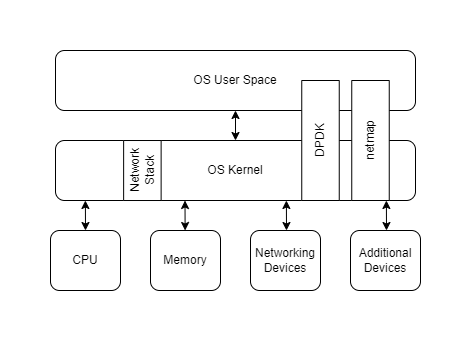 OS User Space
Network
Stack
OS Kernel
DPDK
netmap
CPU
Memory
Networking
Devices
Additional
Devices